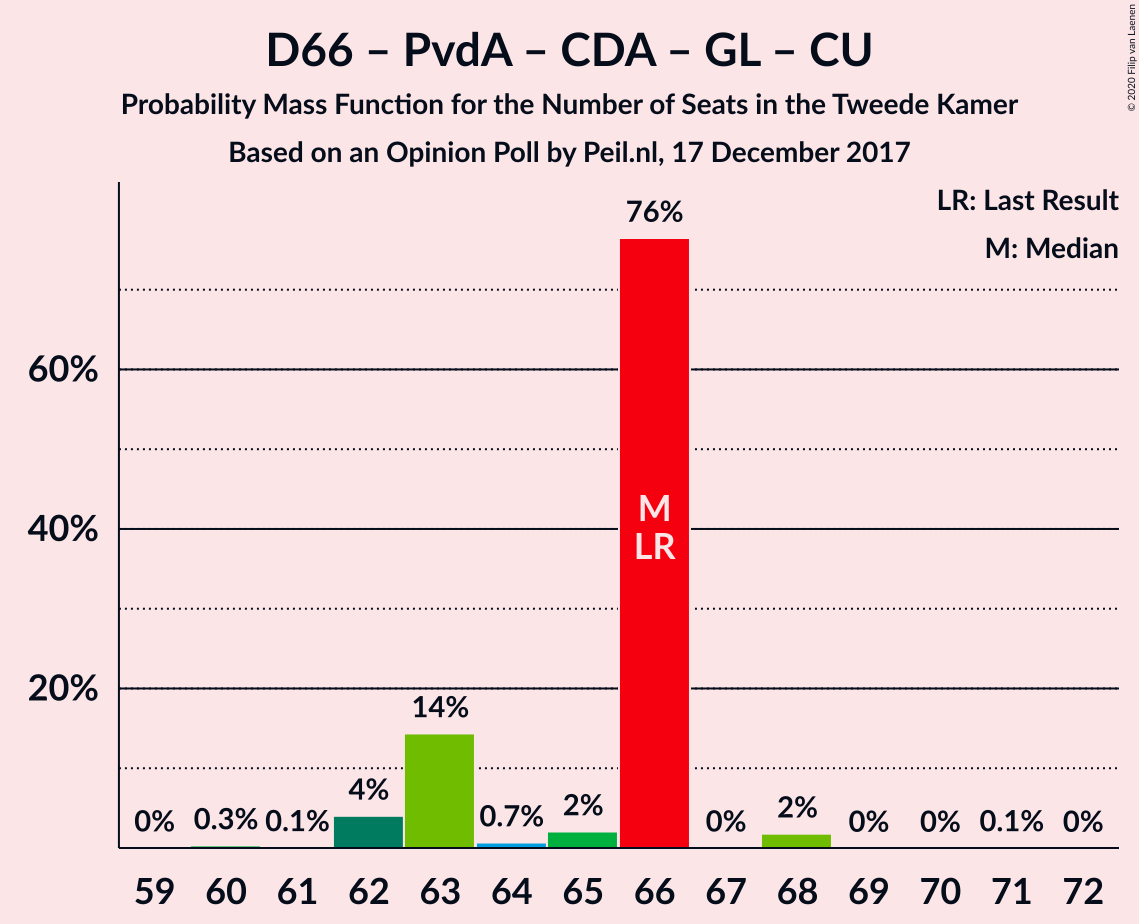 D66 – PvdA – CDA – GL – CU
Probability Mass Function for the Number of Seats in the Tweede Kamer
Based on an Opinion Poll by Peil.nl, 17 December 2017
© 2020 Filip van Laenen
LR: Last Result
M: Median
60%
40%
20%
0%
0.3%
0.1%
4%
14%
0.7%
2%
76%
M
LR
0%
2%
0%
0%
0.1%
0%
59 60 61 62 63 64 65 66 67 68 69 70 71 72